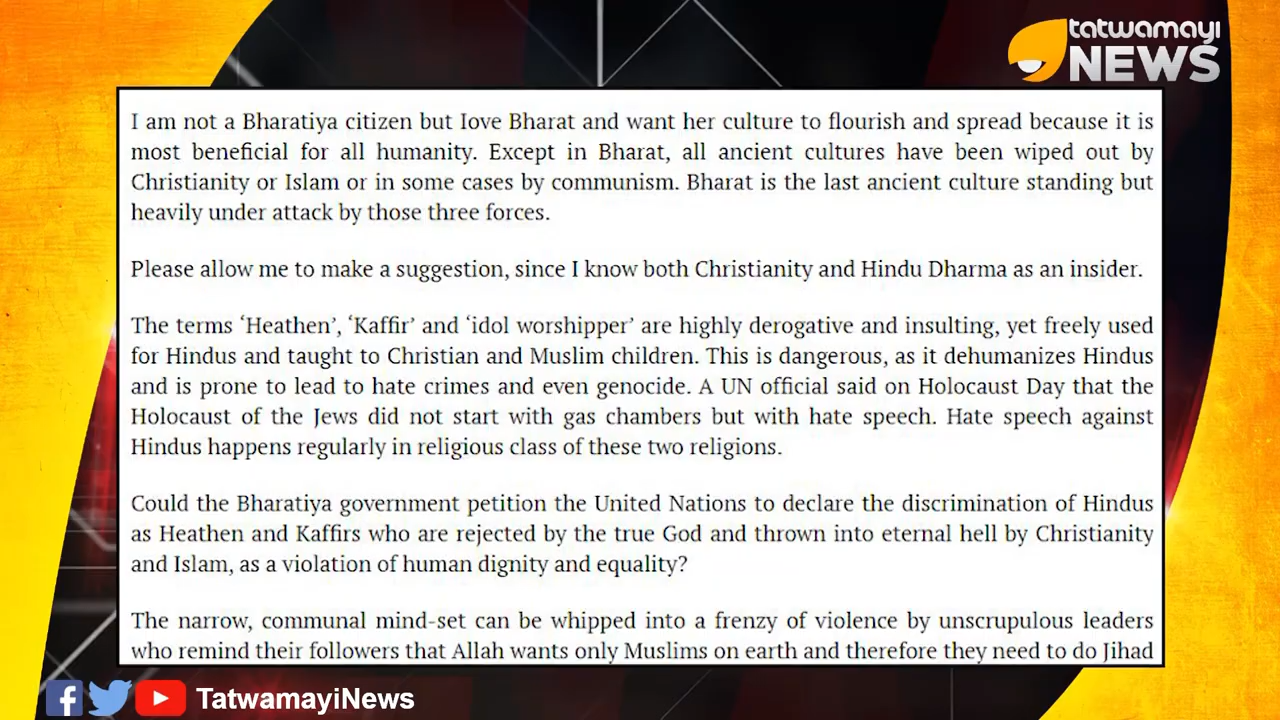 tatwamayi
NEWS
I am not a Bharatiya citizen but Iove Bharat and want her culture to flourish and spread because it is
most beneficial for all humanity. Except in Bharat, all ancient cultures have been wiped out by
Christianity or Islam or in some cases by communism. Bharat is the last ancient culture standing but
heavily under attack by those three forces.
Please allow me to make a suggestion, since I know both Christianity and Hindu Dharma as an insider.
The terms ‘Heathen’, ‘Kaffir’ and ‘idol worshipper’ are highly derogative and insulting, yet freely used
for Hindus and taught to Christian and Muslim children. This is dangerous, as it dehumanizes Hindus
and is prone to lead to hate crimes and even genocide. A UN official said on Holocaust Day that the
Holocaust of the Jews did not start with gas chambers but with hate speech. Hate speech against
Hindus happens regularly in religious class of these two religions.
Could the Bharatiya government petition the United Nations to declare the discrimination of Hindus
as Heathen and Kaffirs who are rejected by the true God and thrown into eternal hell by Christianity
and Islam, as a violation of human dignity and equality?
The narrow, communal mind-set can be whipped into a frenzy of violence by unscrupulous leaders
who remind their followers that Allah wants only Muslims on earth and therefore they need to do Jihad
TatwamayiNews